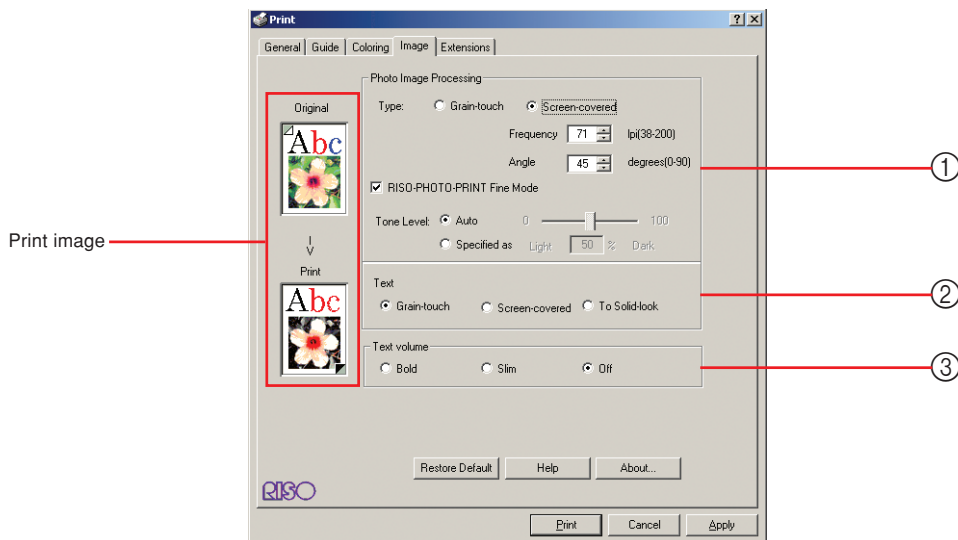 Print
General Guide Coloring Image Extensions
Print image
Original
Abc
->
Print
Abc
Photo Image Processing
Type: Grain-touch Screen-covered
Frequency 71 lpi(38-200)
Angle 45 degrees(0-90)
RISO-PHOTO-PRINT Fine Mode
Tone Level: Auto 0 100
Specified as Light 50 % Dark
①
Text
Grain-touch Screen-covered To Solid-look
②
Text volume
Bold Slim Off
③
Restore Default Help About...
RISO
Print Cancel Apply